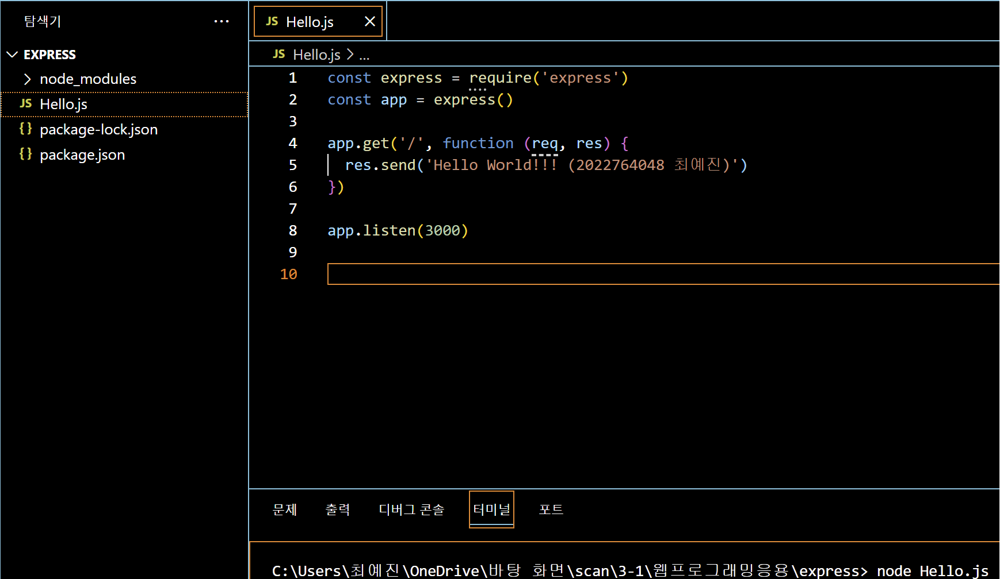 탐색기 ...
EXPRESS
node_modules
JS Hello.js
{} package-lock.json
{} package.json
JS Hello.js
JS Hello.js > ...
1 const express = require('express')
2 const app = express()
3
4 app.get('/', function (req, res) {
5 res.send('Hello World!!! (2022764048 최예진)')
6 })
7
8 app.listen(3000)
9
10
문제 출력 디버그 콘솔 터미널 포트
C:\Users\최예진\OneDrive\바탕 화면\scan\3-1\웹프로그래밍응용\express> node Hello.js